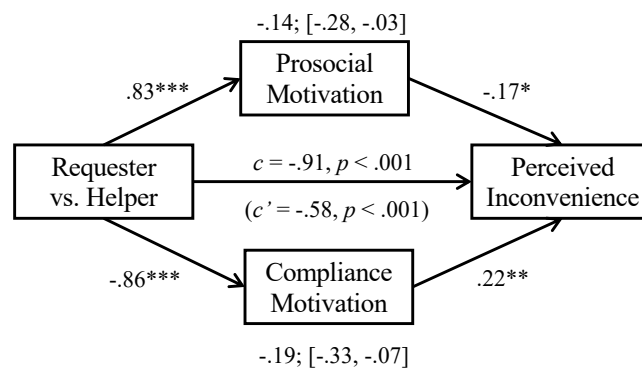 -.14; [-.28, -.03]
Prosocial
Motivation
.83***
-.17*
Requester
vs. Helper
c = -.91, p < .001
(c’ = -.58, p < .001)
Perceived
Inconvenience
-.86***
Compliance
Motivation
.22**
-.19; [-.33, -.07]